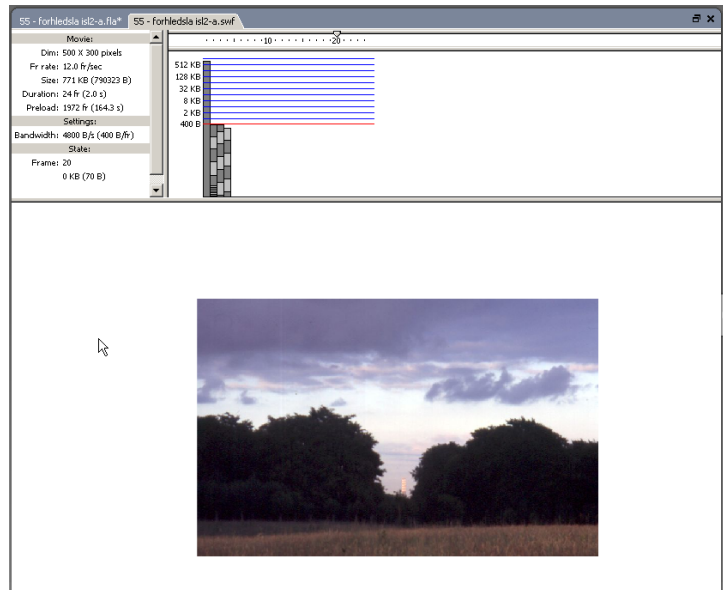 55 - forhledsla isl2-a.fla* 55 - forhledsla isl2-a.swf
Movie:
Dim: 500 X 300 pixels
Fr rate: 12.0 fr/sec
Size: 771 KB (790323 B)
Duration: 24 fr (2.0 s)
Preload: 1972 fr (164.3 s)
Settings:
Bandwidth: 4800 B/s (400 B/fr)
State:
Frame: 20
0 KB (70 B)
10 20
512 KB
128 KB
32 KB
8 KB
2 KB
400 B